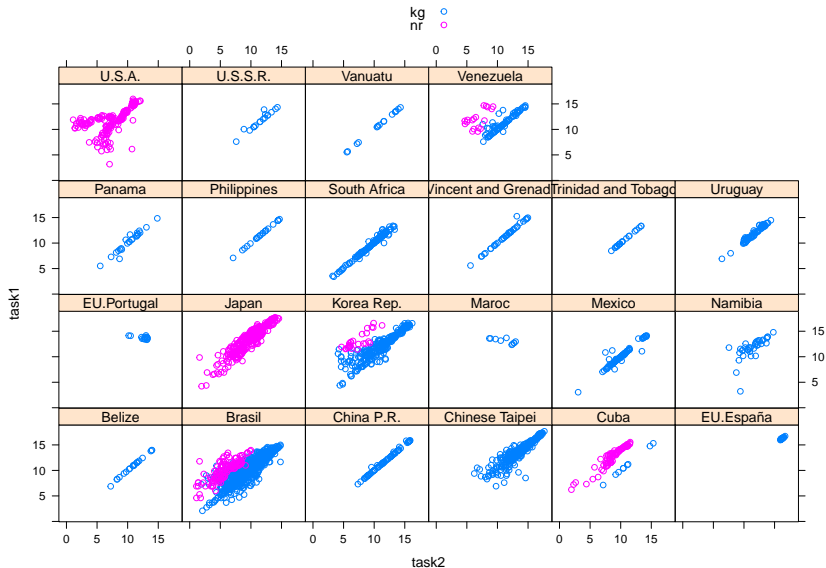 kg
nr
0 5 10 15 0 5 10 15
U.S.A. U.S.S.R. Vanuatu Venezuela
15
10
5
Panama Philippines South Africa Vincent and Grenad Trinidad and Tobago Uruguay
15
10
5
task1
EU.Portugal Japan Korea Rep. Maroc Mexico Namibia
15
10
5
Belize Brasil China P.R. Chinese Taipei Cuba EU.España
15
10
5
0 5 10 15 0 5 10 15 0 5 10 15
task2